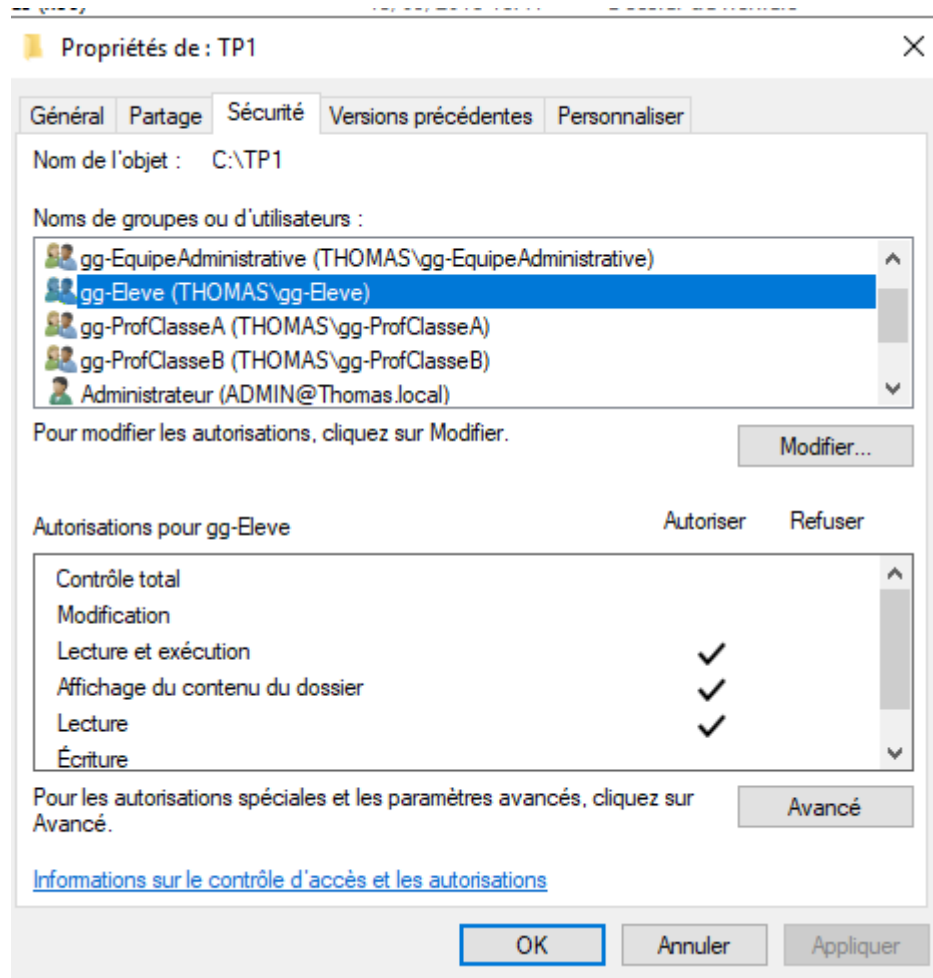 Propriétés de : TP1
Général Partage Sécurité Versions précédentes Personnaliser
Nom de l'objet : C:\TP1
Noms de groupes ou d'utilisateurs :
gg-EquipeAdministrative (THOMAS\gg-EquipeAdministrative)
gg-Eleve (THOMAS\gg-Eleve)
gg-ProfClasseA (THOMAS\gg-ProfClasseA)
gg-ProfClasseB (THOMAS\gg-ProfClasseB)
Administrateur (ADMIN@Thomas.local)
Pour modifier les autorisations, cliquez sur Modifier.
Modifier...
Autorisations pour gg-Eleve Autoriser Refuser
Contrôle total
Modification
Lecture et exécution
Affichage du contenu du dossier
Lecture
Écriture
Pour les autorisations spéciales et les paramètres avancés, cliquez sur
Avancé.
Avancé
Informations sur le contrôle d'accès et les autorisations
OK Annuler Appliquer